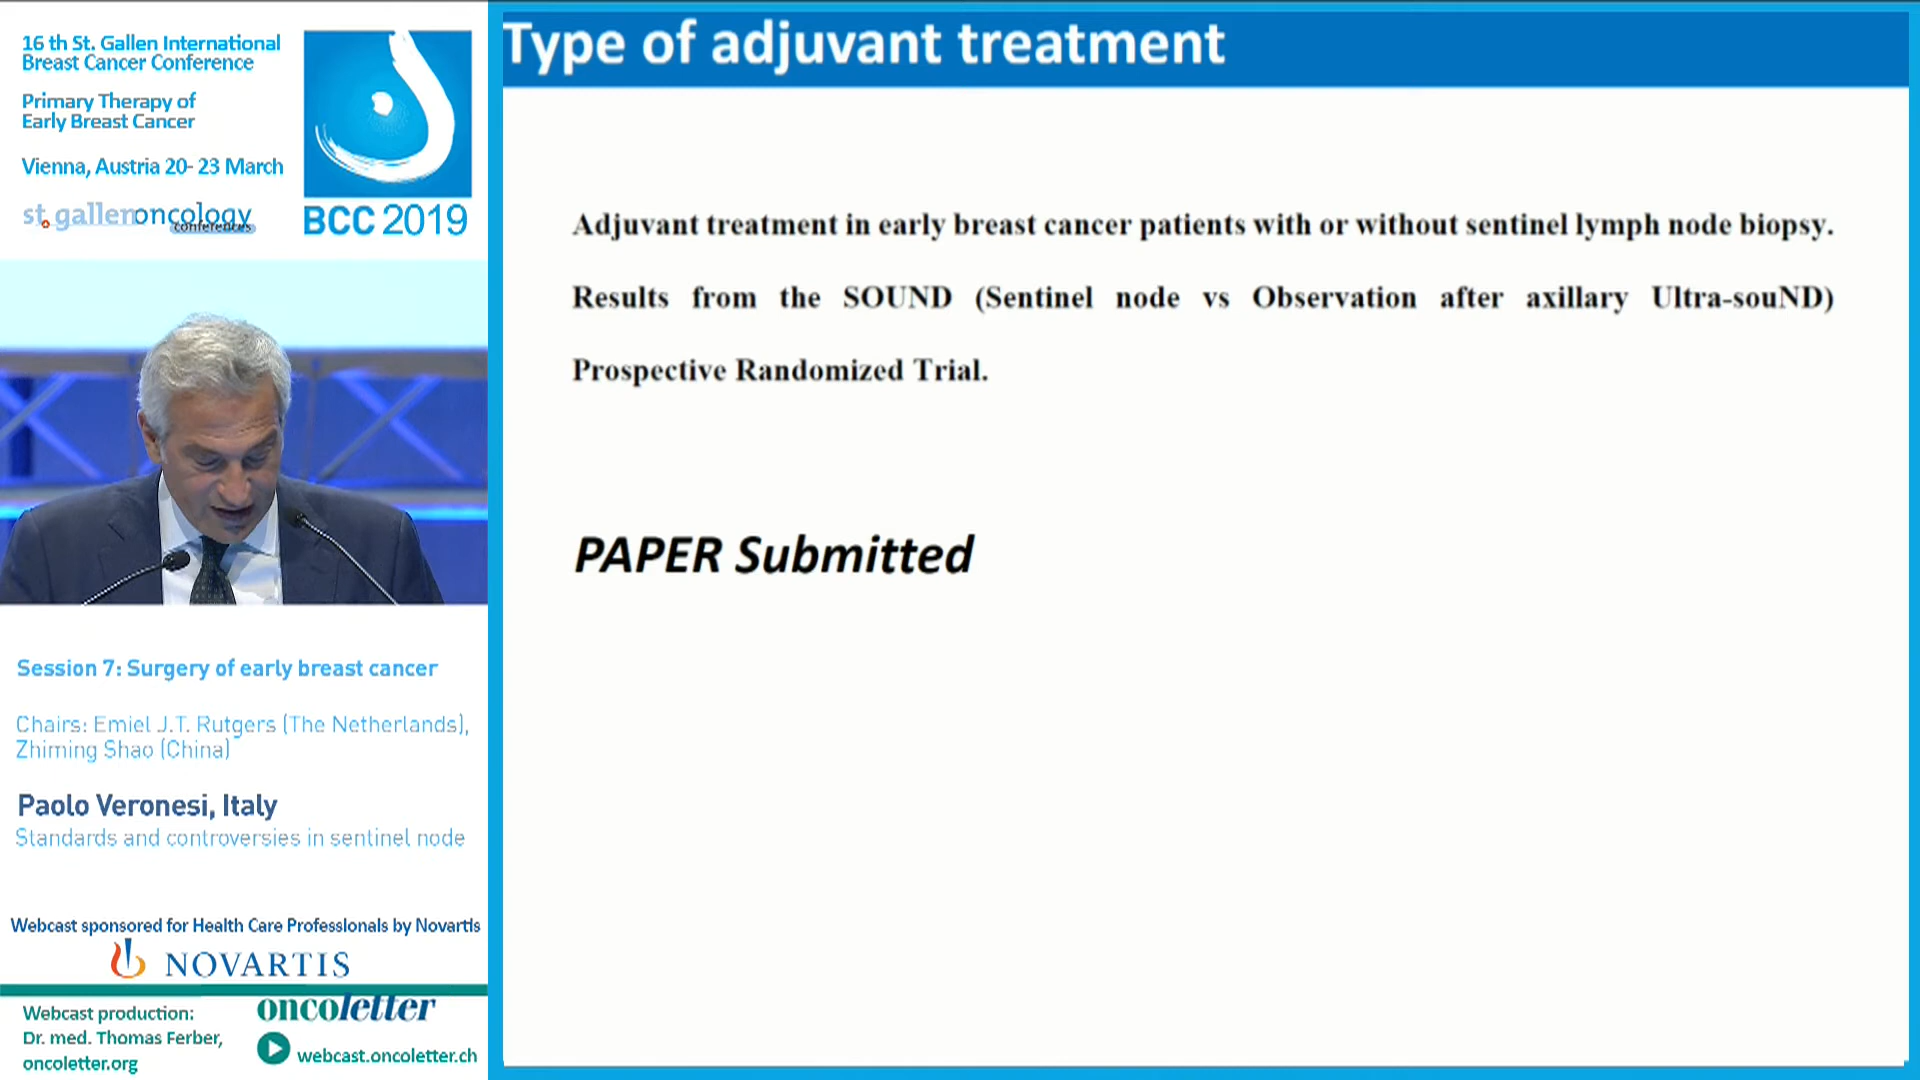 16 th St. Gallen International
Breast Cancer Conference
Primary Therapy of
Early Breast Cancer
Vienna, Austria 20- 23 March
st.gallenoncology
conferences
BCC 2019
Session 7: Surgery of early breast cancer
Chairs: Emiel J.T. Rutgers (The Netherlands),
Zhiming Shao (China)
Paolo Veronesi, Italy
Standards and controversies in sentinel node
Webcast sponsored for Health Care Professionals by Novartis
NOVARTIS
Webcast production:
Dr. med. Thomas Ferber,
oncoletter.org
oncoletter
webcast.oncoletter.ch
Type of adjuvant treatment
Adjuvant treatment in early breast cancer patients with or without sentinel lymph node biopsy.
Results from the SOUND (Sentinel node vs Observation after axillary Ultra-souND)
Prospective Randomized Trial.
PAPER Submitted